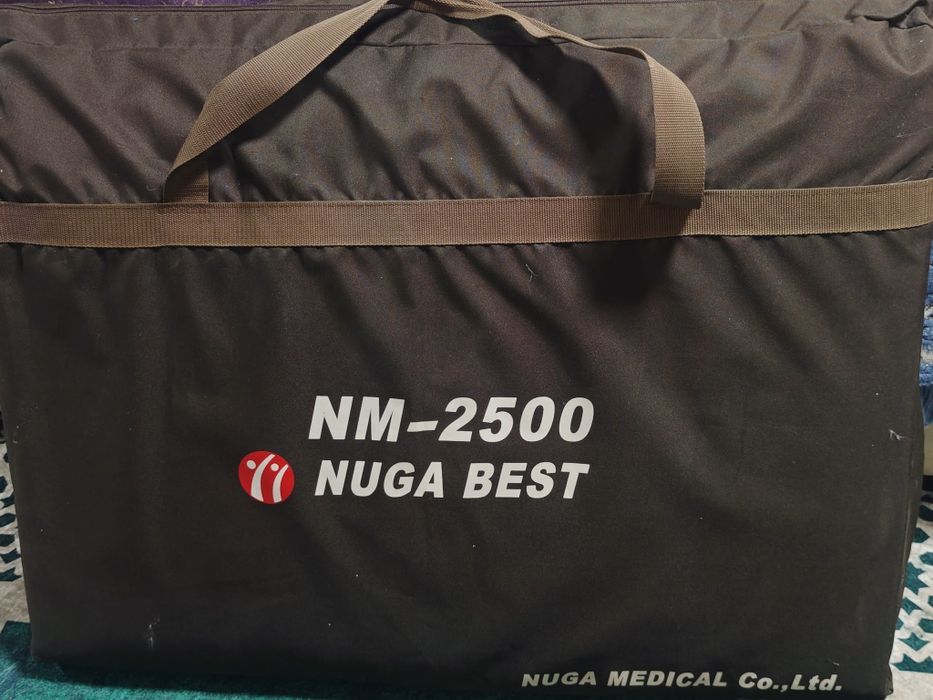 NM-2500
NUGA BEST
NUGA MEDICAL Co.,Ltd.